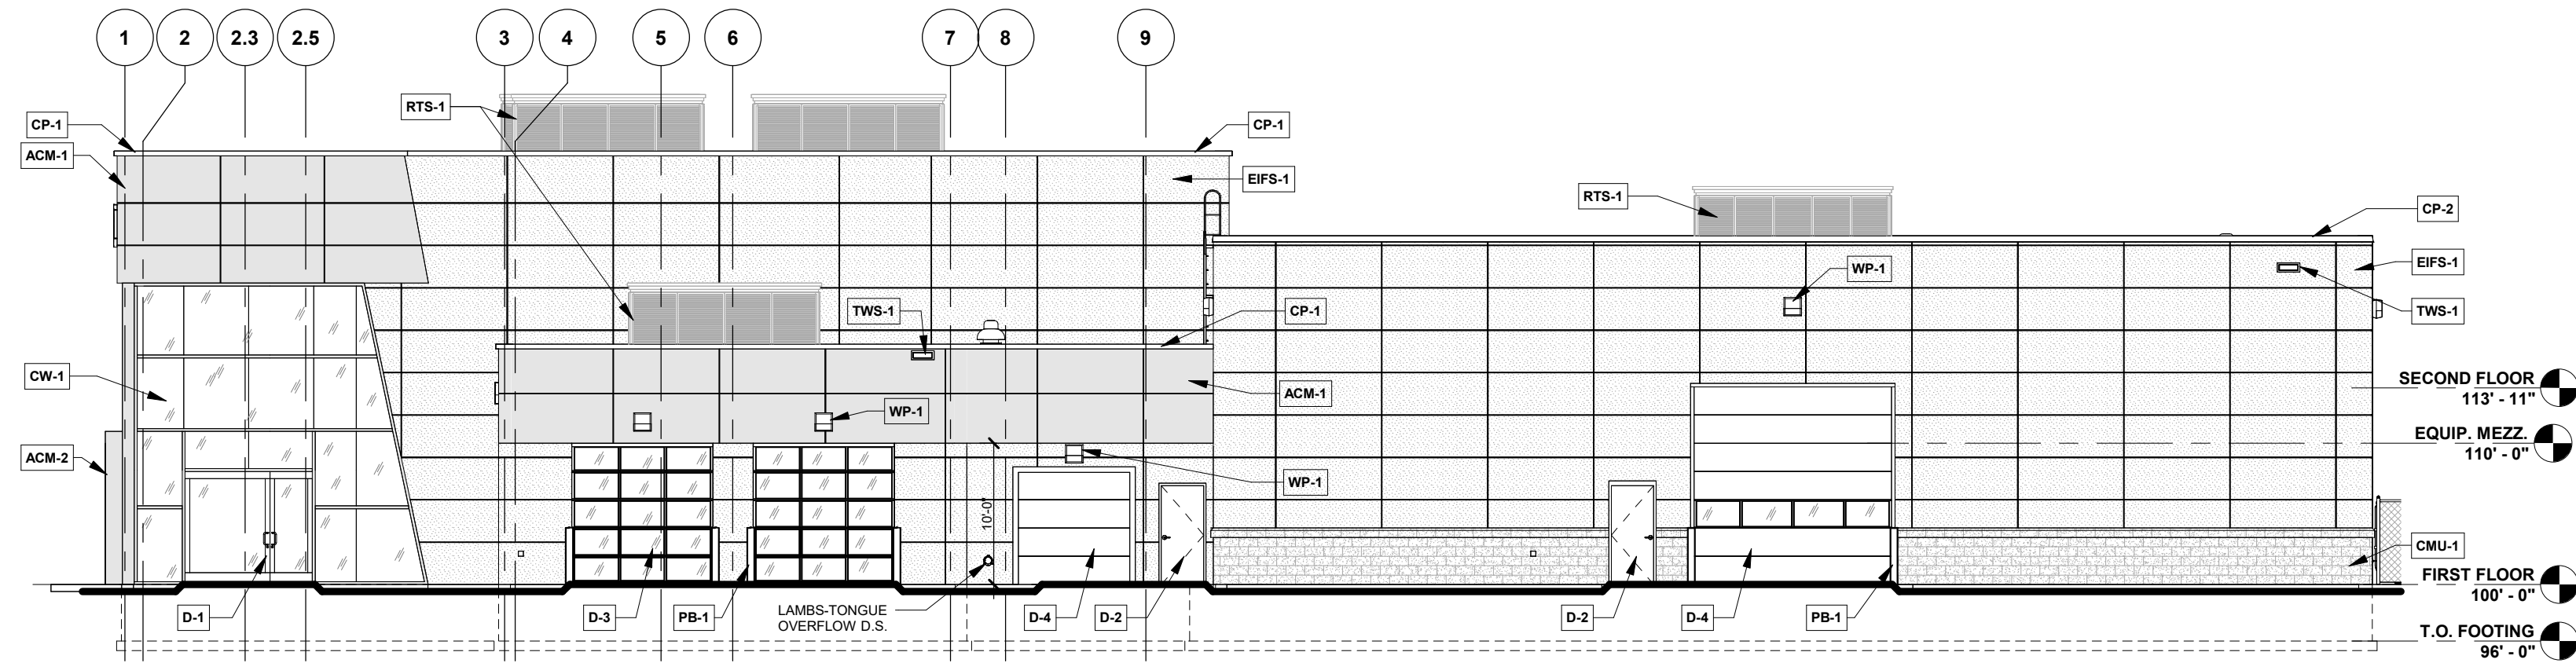 1
2
2.3
2.5
3
4
5
6
7
8
9
RTS-1
CP-1
CP-1
ACM-1
EIFS-1
RTS-1
CP-2
EIFS-1
WP-1
TWS-1
CP-1
TWS-1
CW-1
ACM-1
SECOND FLOOR
113' - 11"
WP-1
EQUIP. MEZZ.
110' - 0"
ACM-2
WP-1
10'-0"
CMU-1
FIRST FLOOR
100' - 0"
D-1
D-3
PB-1
LAMBS-TONGUE
OVERFLOW D.S.
D-4
D-2
D-2
D-4
PB-1
T.O. FOOTING
96' - 0"